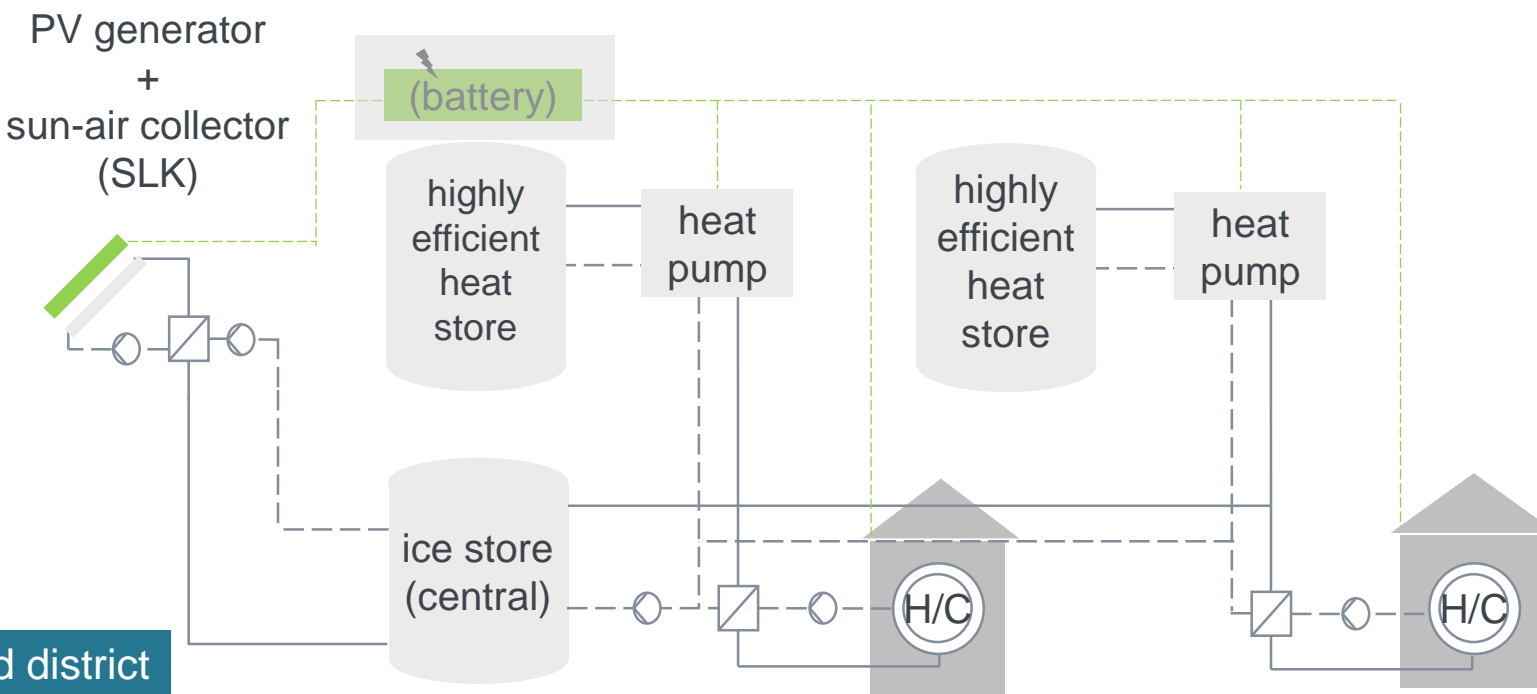 PV generator
+
sun-air collector
(SLK)
(battery)
highly
efficient
heat
store
heat
pump
highly
efficient
heat
store
heat
pump
ice store
(central)
H/C
H/C
d district